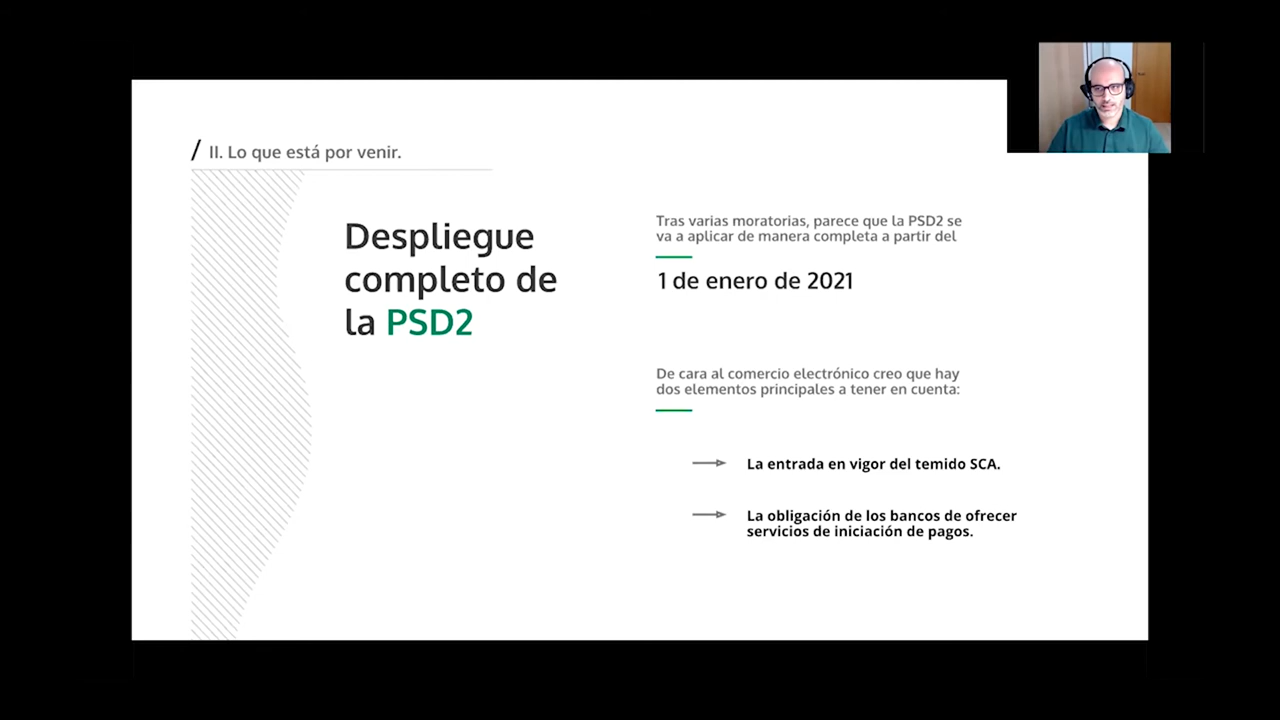 / II. Lo que está por venir.
Despliegue
completo de
la PSD2
Tras varias moratorias, parece que la PSD2 se
va a aplicar de manera completa a partir del
1 de enero de 2021
De cara al comercio electrónico creo que hay
dos elementos principales a tener en cuenta:
La entrada en vigor del temido SCA.
La obligación de los bancos de ofrecer
servicios de iniciación de pagos.